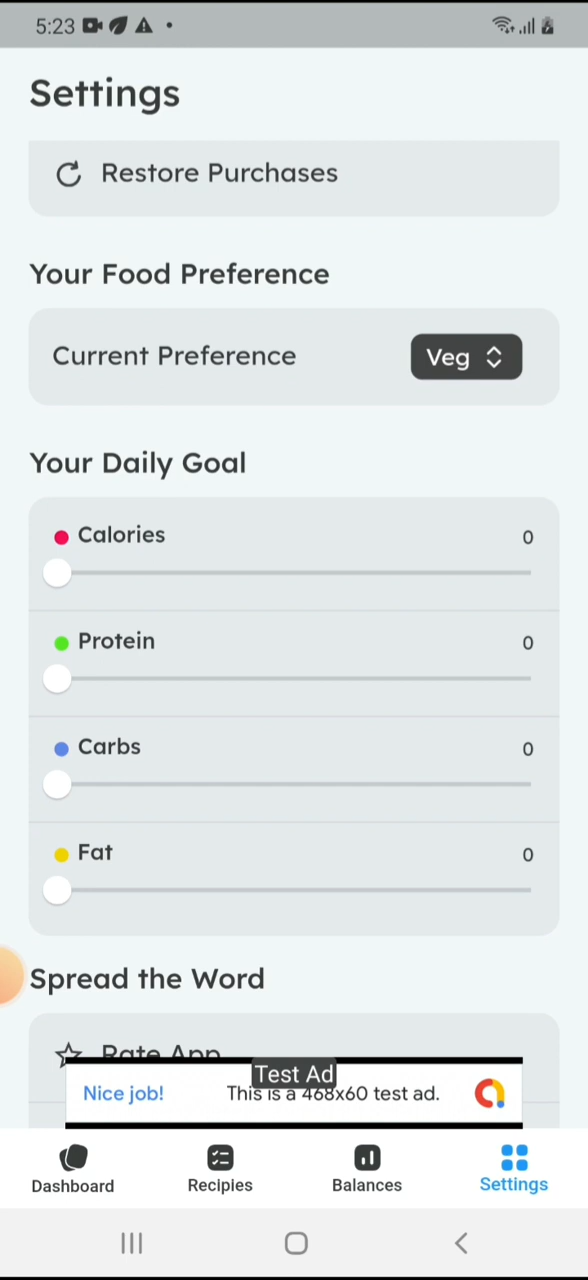 5:23
Settings
Restore Purchases
Your Food Preference
Current Preference
Veg
Your Daily Goal
Calories 0
Protein 0
Carbs 0
Fat 0
Spread the Word
Rate App
Test Ad
Nice job! This is a 468x60 test ad.
Dashboard Recipies Balances Settings